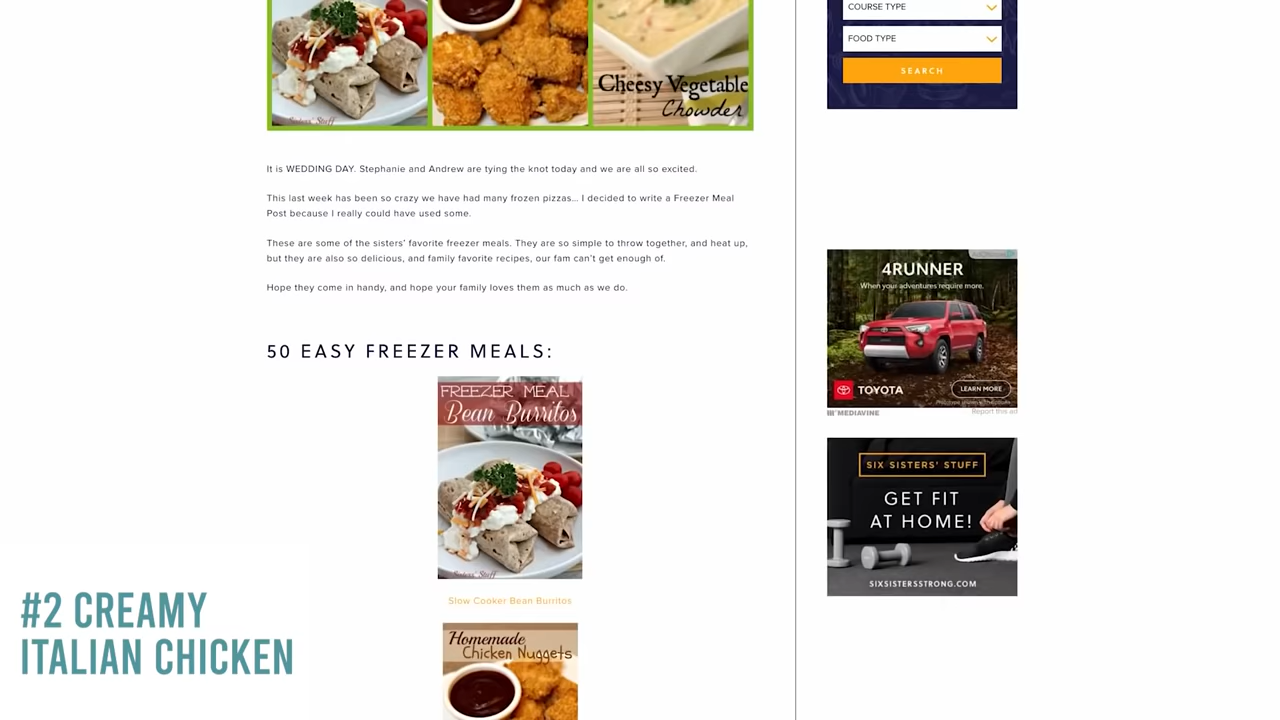 COURSE TYPE
FOOD TYPE
SEARCH
Cheesy Vegetable
Chowder
Sisters' Stuff
It is WEDDING DAY. Stephanie and Andrew are tying the knot today and we are all so excited.
This last week has been so crazy we have had many frozen pizzas... I decided to write a Freezer Meal
Post because I really could have used some.
These are some of the sisters' favorite freezer meals. They are so simple to throw together, and heat up,
but they are also so delicious, and family favorite recipes, our fam can't get enough of.
Hope they come in handy, and hope your family loves them as much as we do.
50 EASY FREEZER MEALS:
FREEZER MEAL
Bean Burritos
Sisters' Stuff
Slow Cooker Bean Burritos
Homemade
Chicken Nuggets
4RUNNER
When your adventures require more.
TOYOTA
LEARN MORE
MEDIAVINE
Report this ad
SIX SISTERS' STUFF
GET FIT
AT HOME!
SIXSISTERSSTRONG.COM
#2 CREAMY
ITALIAN CHICKEN